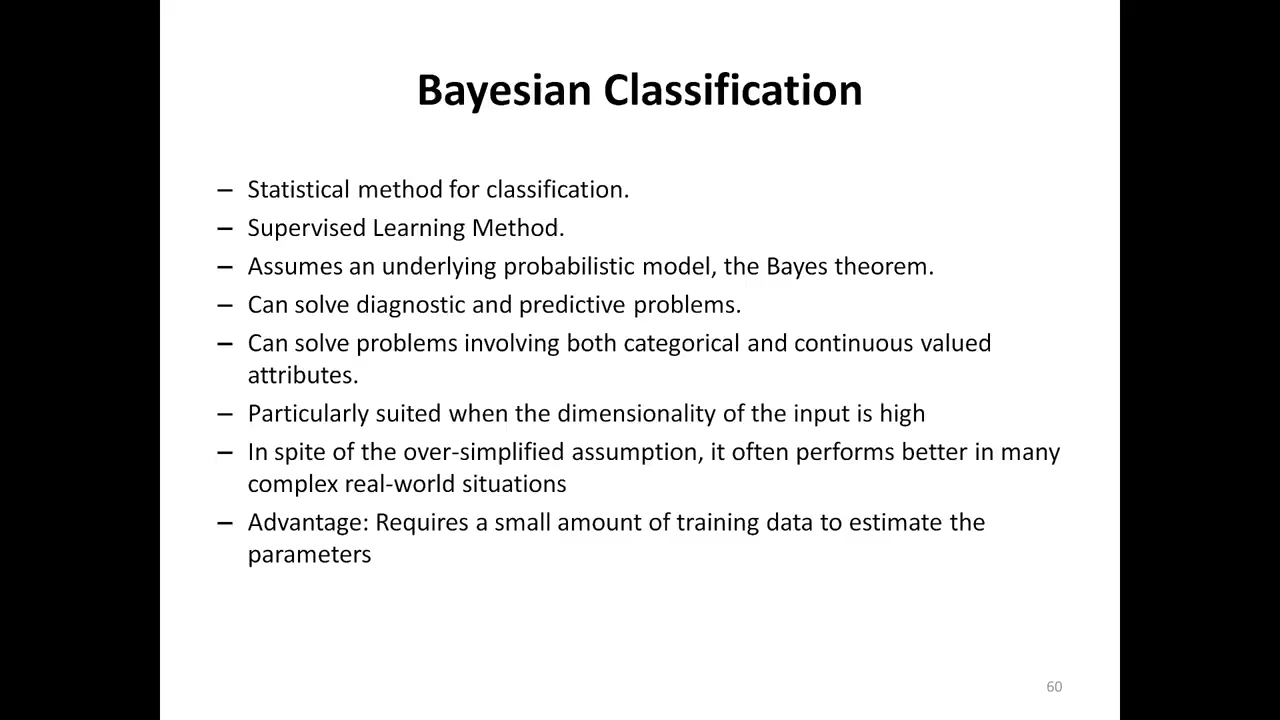 Bayesian Classification
– Statistical method for classification.
– Supervised Learning Method.
– Assumes an underlying probabilistic model, the Bayes theorem.
– Can solve diagnostic and predictive problems.
– Can solve problems involving both categorical and continuous valued
attributes.
– Particularly suited when the dimensionality of the input is high
– In spite of the over-simplified assumption, it often performs better in many
complex real-world situations
– Advantage: Requires a small amount of training data to estimate the
parameters
60